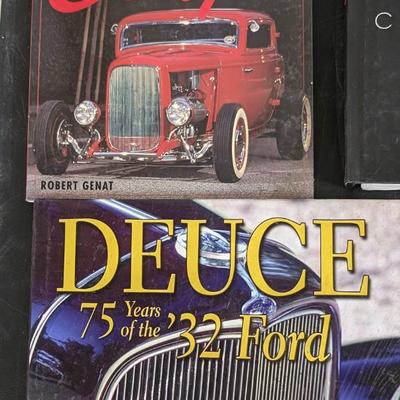 ROBERT GENAT
C
DEUCE
75 Years of the '32 Ford